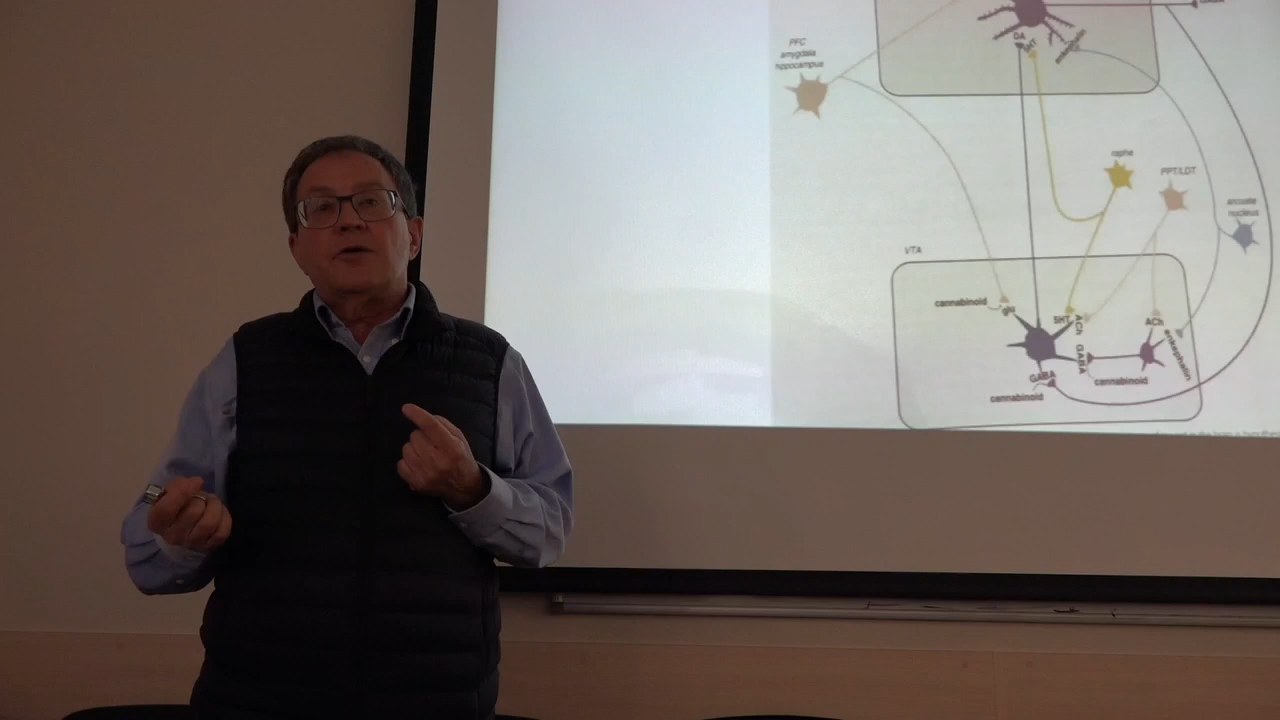 DA
5HT
enkephalin
PFC
amygdala
hippocampus
raphe
PPT/LDT
arcuate
nucleus
VTA
cannabinoid
glu
5HT
ACh
ACh
GABA
enkephalin
GABA
cannabinoid
cannabinoid